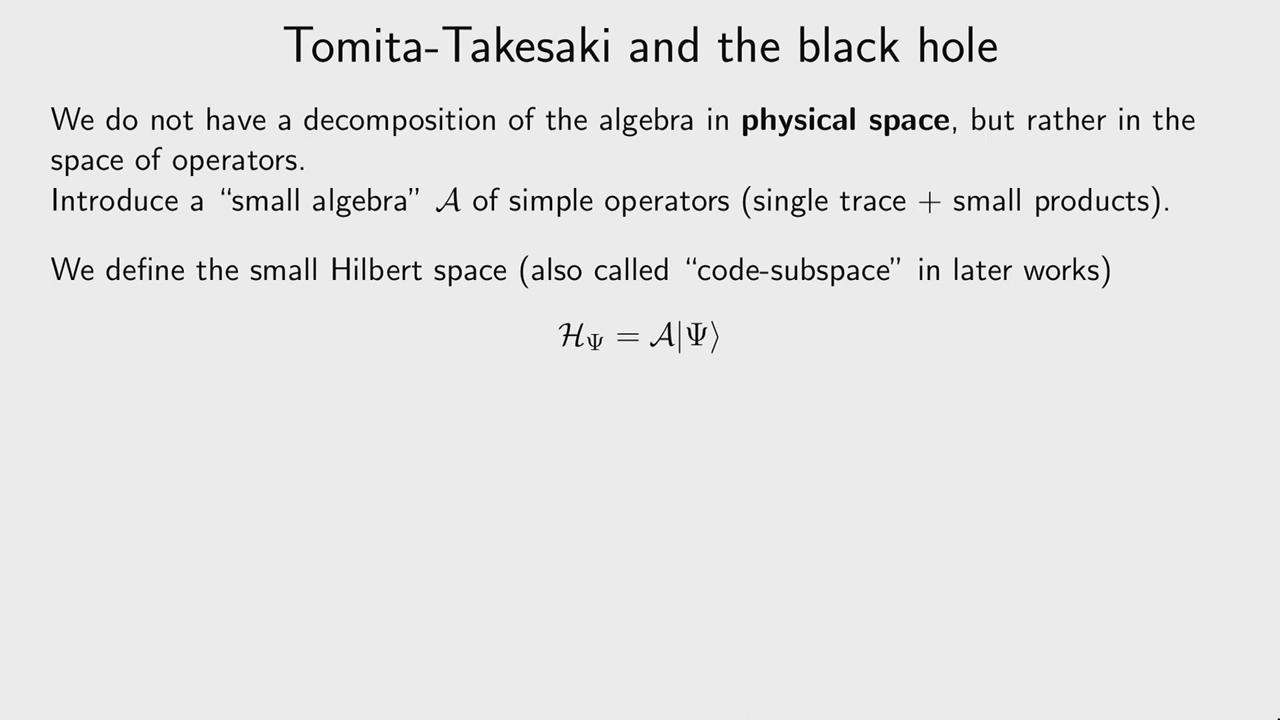 Tomita-Takesaki and the black hole
We do not have a decomposition of the algebra in physical space, but rather in the
space of operators.
Introduce a “small algebra” 𝒜 of simple operators (single trace + small products).
We define the small Hilbert space (also called “code-subspace” in later works)
ℋ_Ψ = 𝒜|Ψ⟩